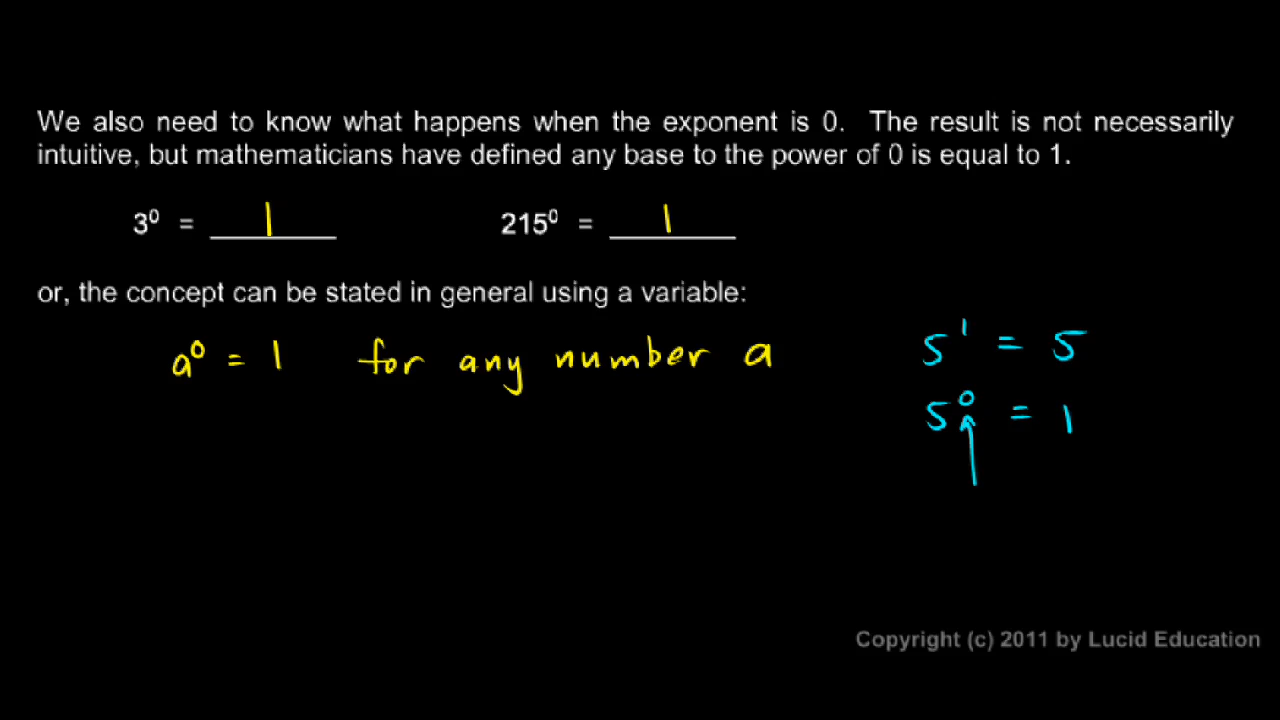 We also need to know what happens when the exponent is 0. The result is not necessarily
intuitive, but mathematicians have defined any base to the power of 0 is equal to 1.
3⁰ = 1 215⁰ = 1
or, the concept can be stated in general using a variable:
a⁰ = 1 for any number a
5¹ = 5
5⁰ = 1
Copyright (c) 2011 by Lucid Education